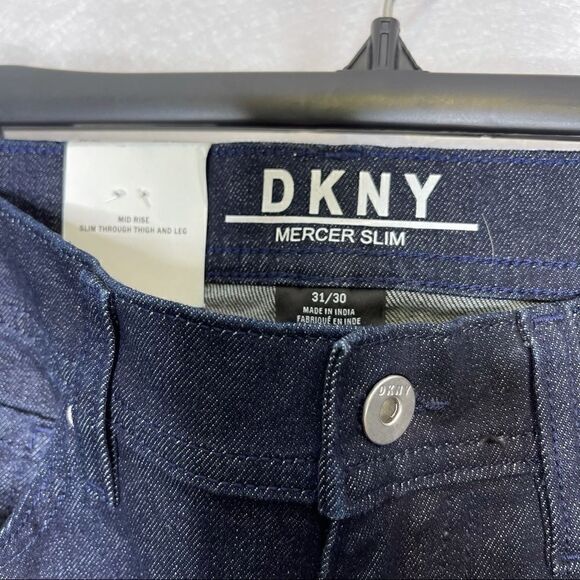 MID RISE
SLIM THROUGH THIGH AND LEG
DKNY
MERCER SLIM
31/30
MADE IN INDIA
FABRIQUÉ EN INDE
DKNY